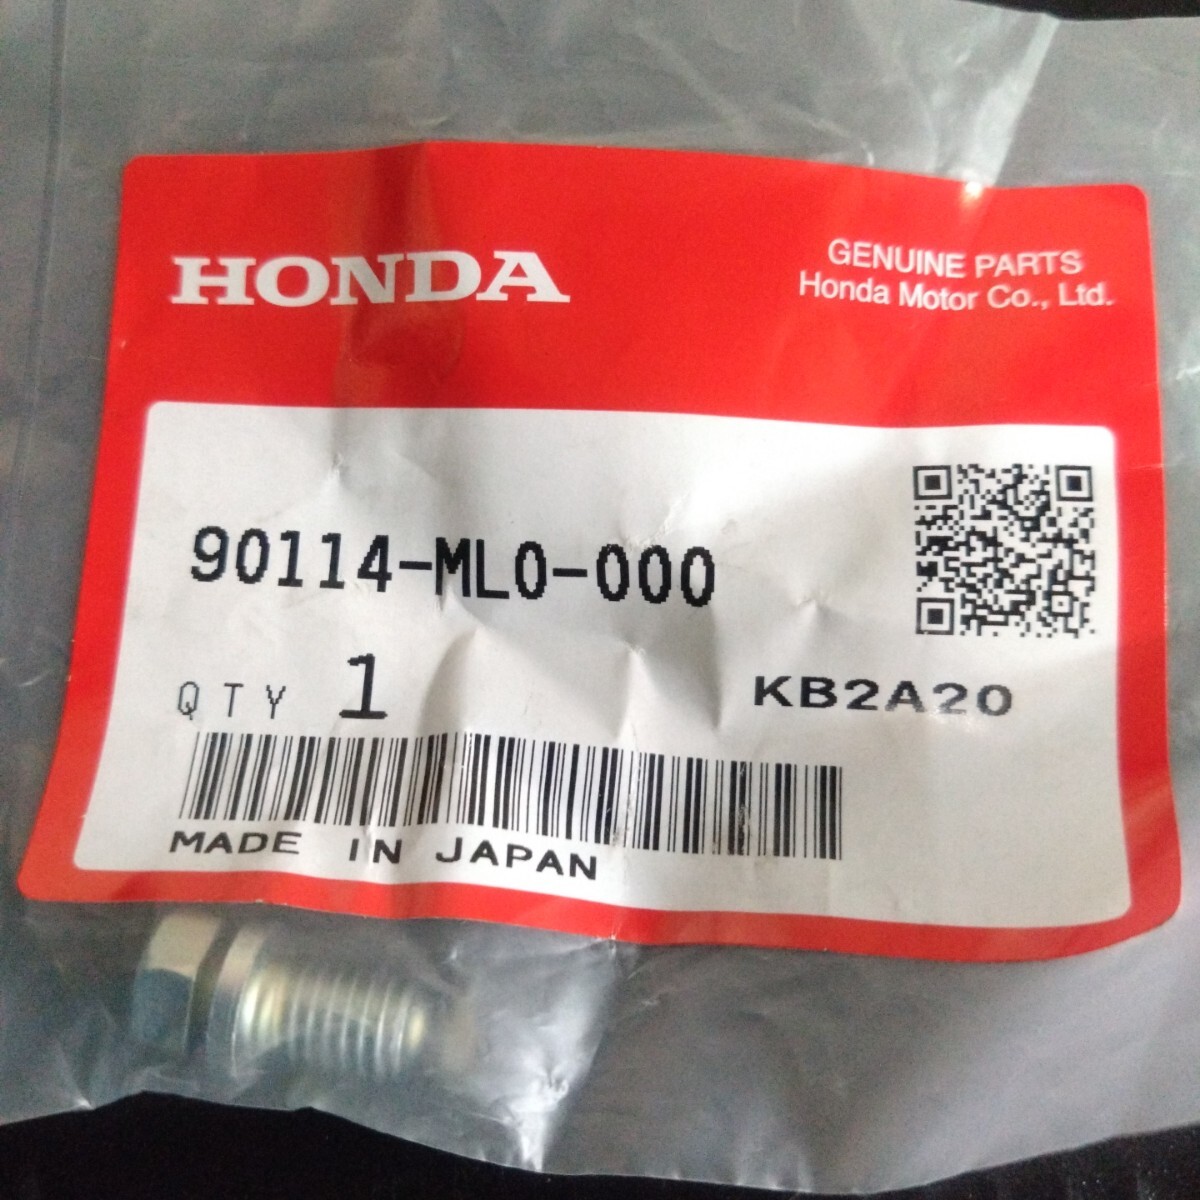 HONDA
GENUINE PARTS
Honda Motor Co., Ltd.
90114-ML0-000
QTY 1
KB2A20
MADE IN JAPAN